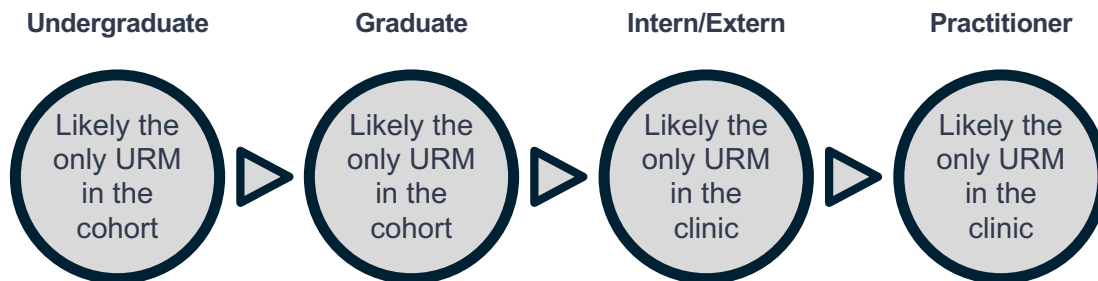 Undergraduate
Graduate
Intern/Extern
Practitioner
Likely the
only URM
in the
cohort
Likely the
only URM
in the
cohort
Likely the
only URM
in the
clinic
Likely the
only URM
in the
clinic